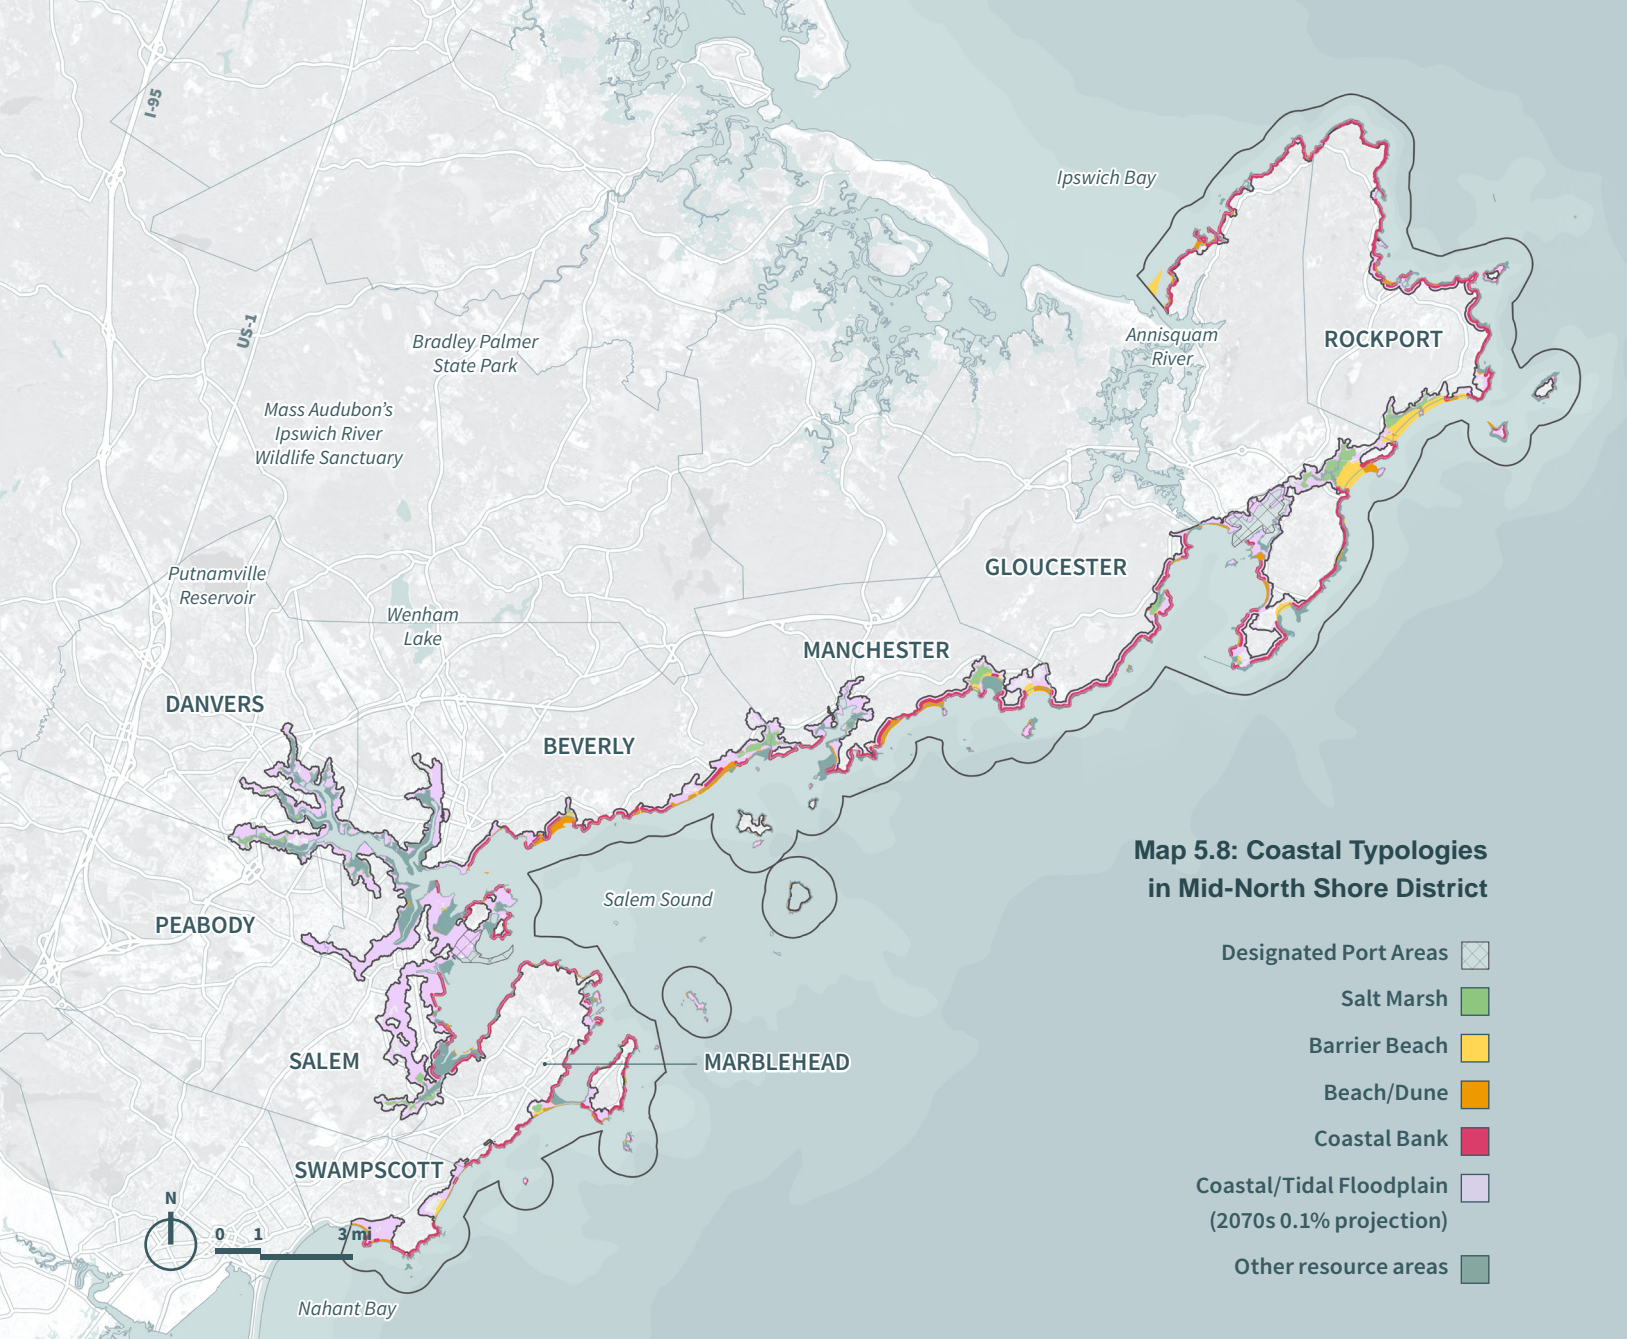 I-95
Ipswich Bay
US-1
Bradley Palmer
State Park
Annisquam
River
ROCKPORT
Mass Audubon's
Ipswich River
Wildlife Sanctuary
Putnamville
Reservoir
GLOUCESTER
Wenham
Lake
MANCHESTER
DANVERS
BEVERLY
Map 5.8: Coastal Typologies
in Mid-North Shore District
Salem Sound
PEABODY
Designated Port Areas
Salt Marsh
Barrier Beach
SALEM
MARBLEHEAD
Beach/Dune
Coastal Bank
SWAMPSCOTT
Coastal/Tidal Floodplain
(2070s 0.1% projection)
N
0 1 3 mi
Other resource areas
Nahant Bay